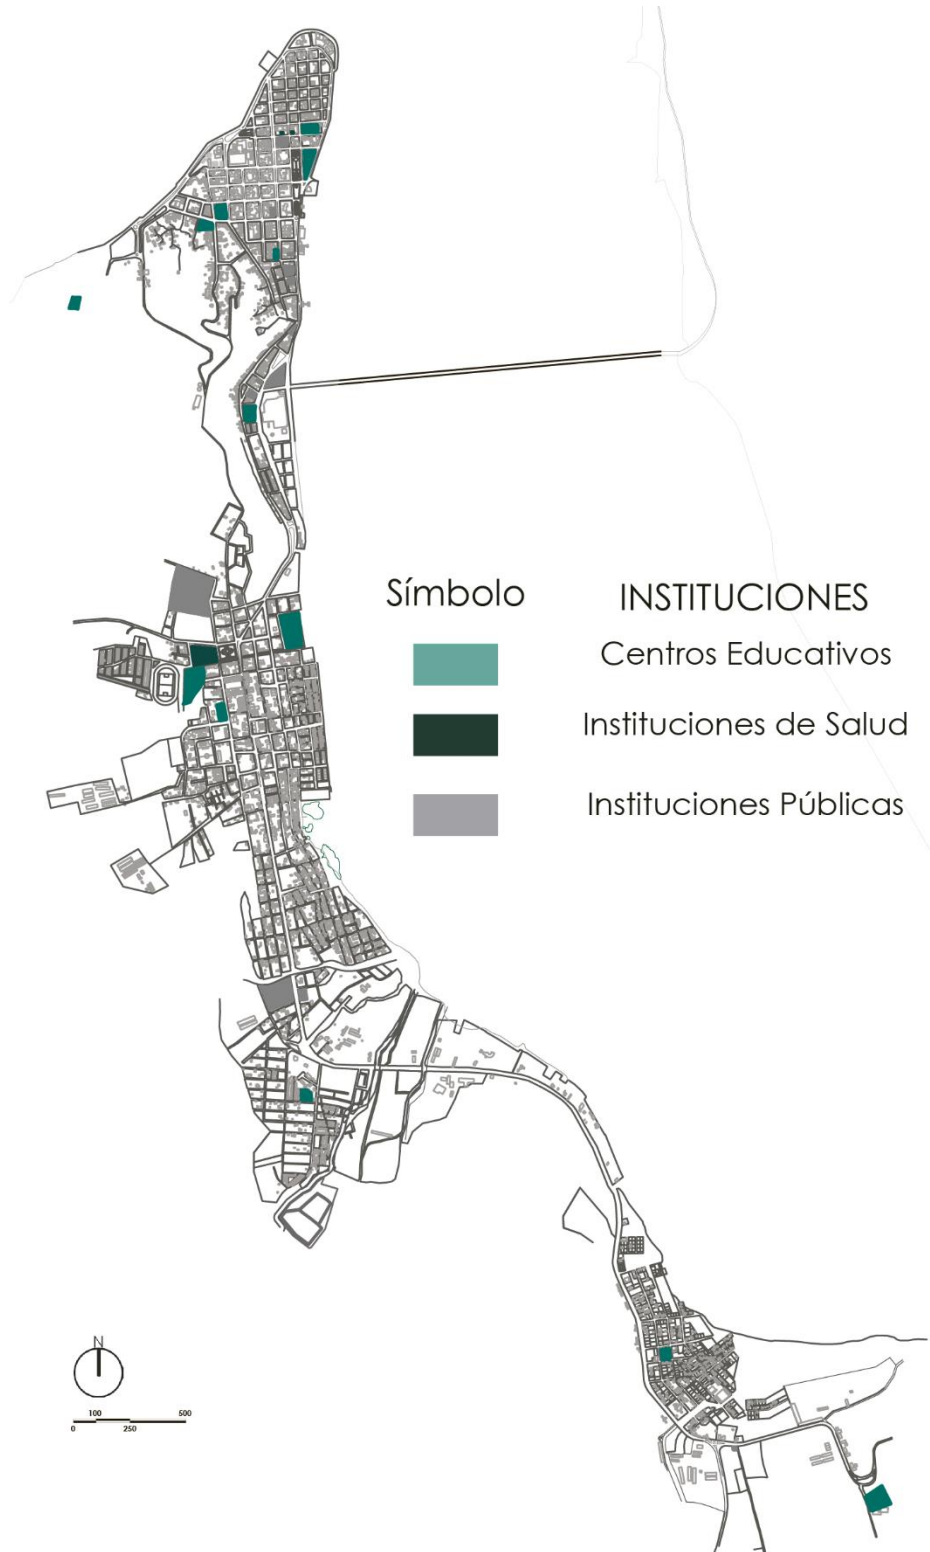 Símbolo
INSTITUCIONES
Centros Educativos
Instituciones de Salud
Instituciones Públicas
N
100 500
0 250